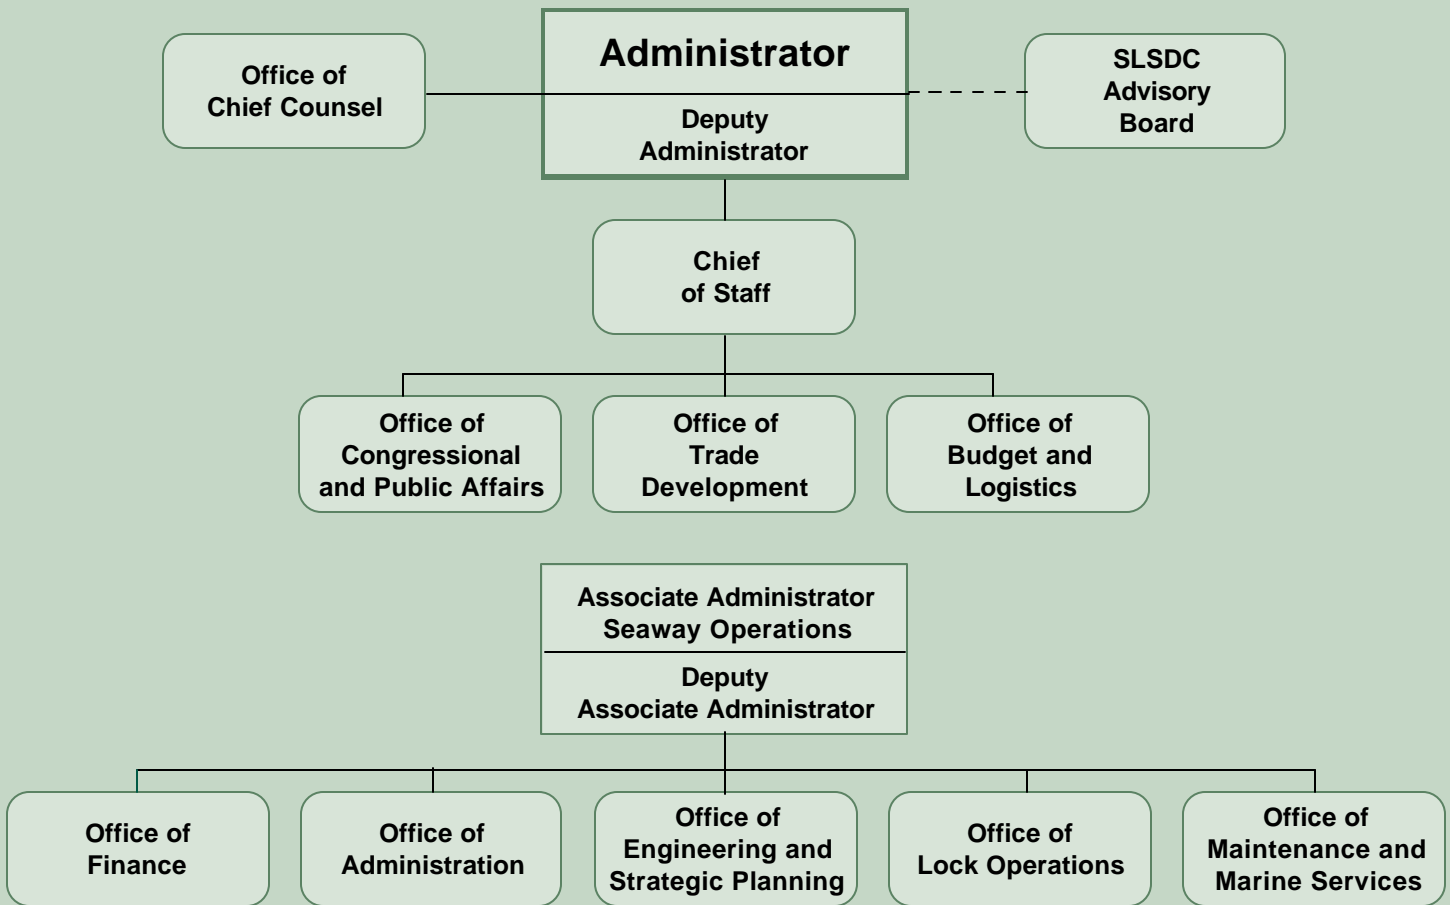 Office of
Chief Counsel
Administrator
Deputy
Administrator
SLSDC
Advisory
Board
Chief
of Staff
Office of
Congressional
and Public Affairs
Office of
Trade
Development
Office of
Budget and
Logistics
Associate Administrator
Seaway Operations
Deputy
Associate Administrator
Office of
Finance
Office of
Administration
Office of
Engineering and
Strategic Planning
Office of
Lock Operations
Office of
Maintenance and
Marine Services